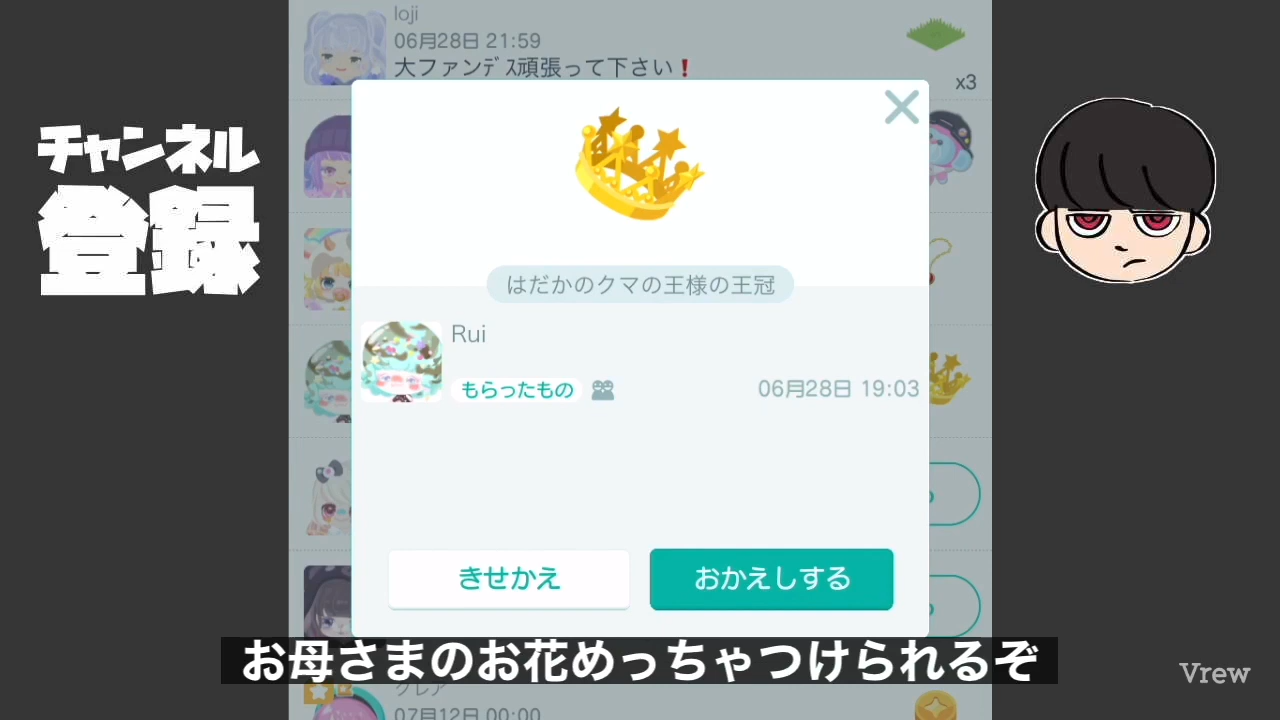 loji
06月28日 21:59
大ファンデス頑張って下さい❗
x3
チャンネル
登録
はだかのクマの王様の王冠
Rui
もらったもの
06月28日 19:03
きせかえ
おかえしする
お母さまのお花めっちゃつけられるぞ
Vrew
クレア
07月12日 00:00